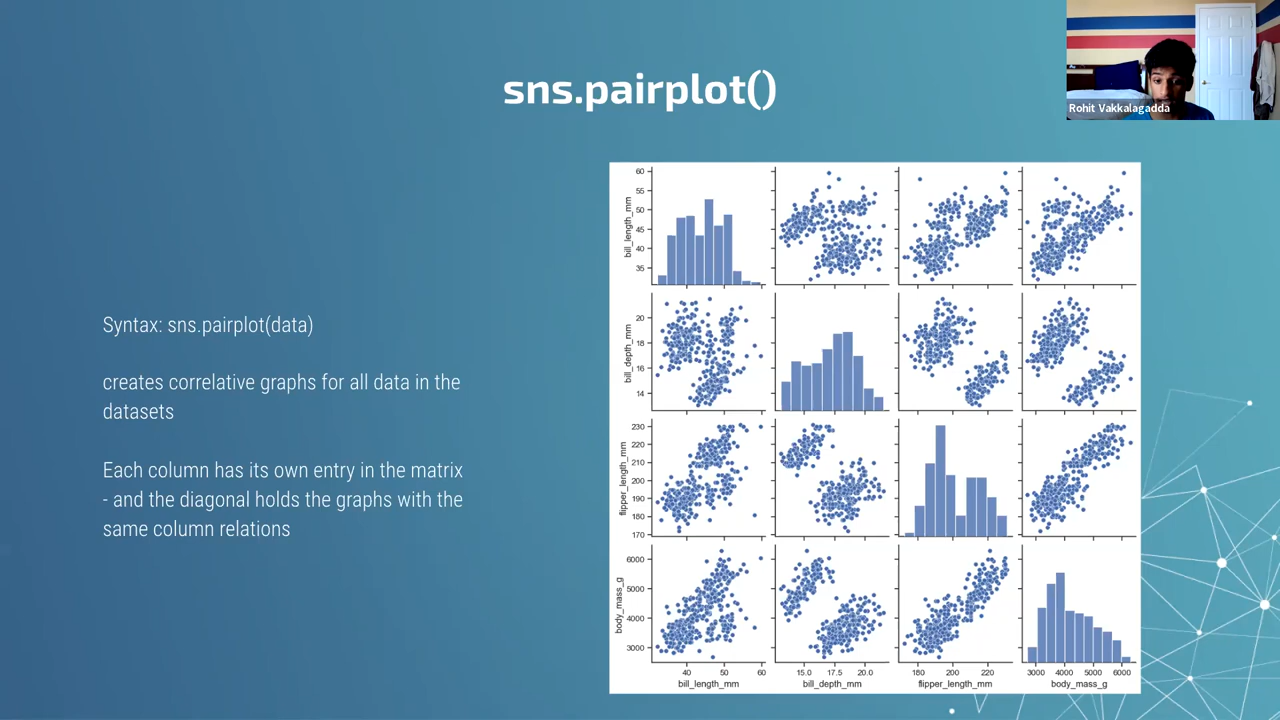 sns.pairplot()
Rohit Vakkalagadda
Syntax: sns.pairplot(data)
creates correlative graphs for all data in the
datasets
Each column has its own entry in the matrix
- and the diagonal holds the graphs with the
same column relations
bill_length_mm
60
55
50
45
40
35
bill_depth_mm
20
18
16
14
flipper_length_mm
230
220
210
200
190
180
170
body_mass_g
6000
5000
4000
3000
40 50 60 15.0 17.5 20.0 180 200 220 3000 4000 5000 6000
bill_length_mm bill_depth_mm flipper_length_mm body_mass_g